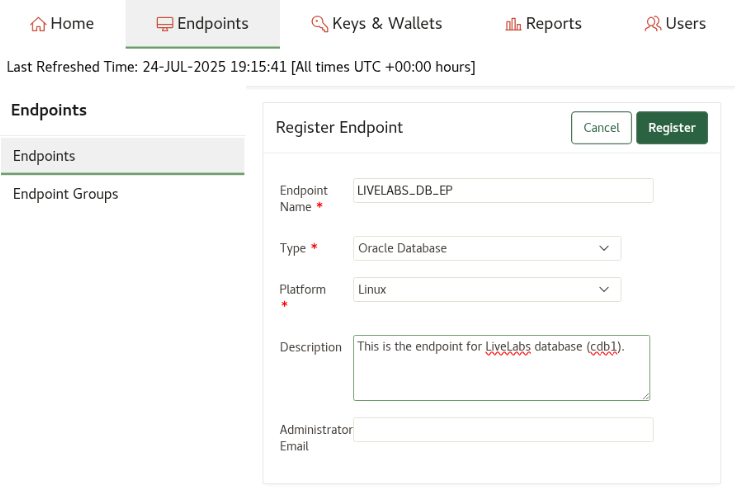 Home Endpoints Keys & Wallets Reports Users
Last Refreshed Time: 24-JUL-2025 19:15:41 [All times UTC +00:00 hours]
Endpoints
Endpoints
Endpoint Groups
Register Endpoint Cancel Register
Endpoint
Name * LIVELABS_DB_EP
Type * Oracle Database
Platform
* Linux
Description This is the endpoint for LiveLabs database (cdb1).
Administrator
Email